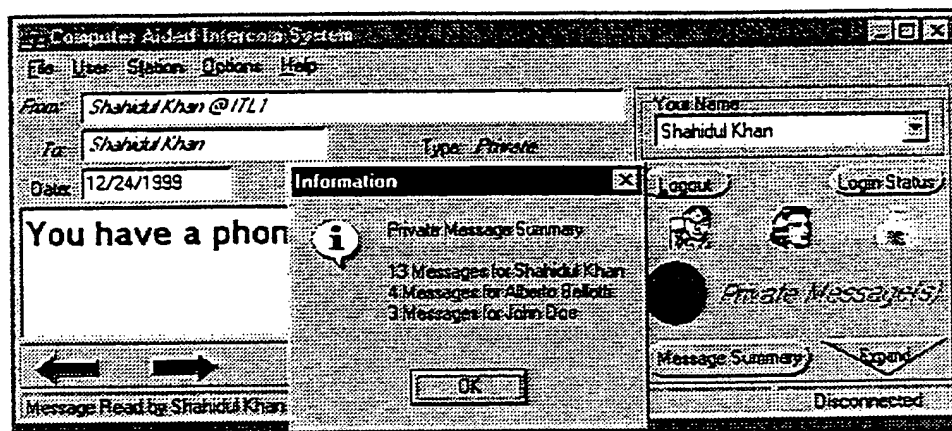 Computer Aided Intercom System
File User Station Options Help
From: Shahidul Khan @ITL1
To: Shahidul Khan
Type: Private
Date: 12/24/1999
You have a phon
Your Name
Shahidul Khan
Logout
Login Status
Private Message(s)
Message Summary
Expand
Message Read by Shahidul Khan
Disconnected
Information
Private Message Summary
13 Messages for Shahidul Khan
4 Messages for Alberto Bellotti
3 Messages for John Doe
OK